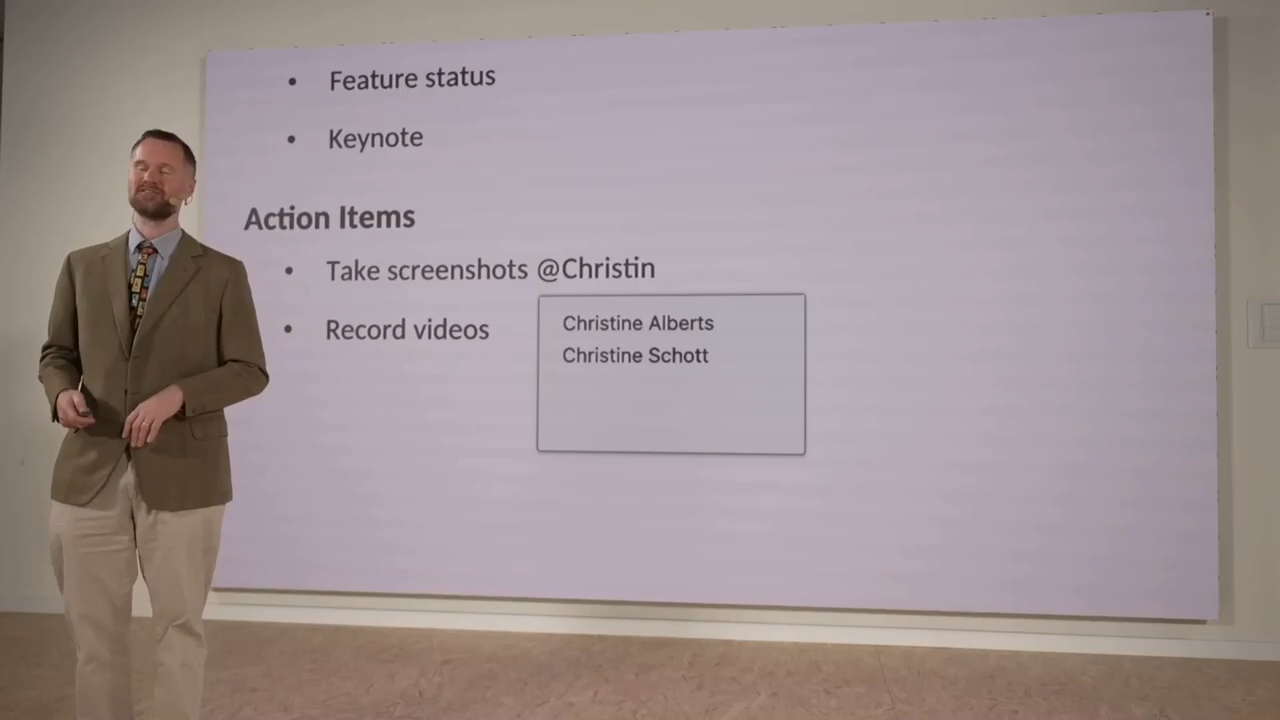 • Feature status
• Keynote
Action Items
• Take screenshots @Christin
• Record videos
Christine Alberts
Christine Schott